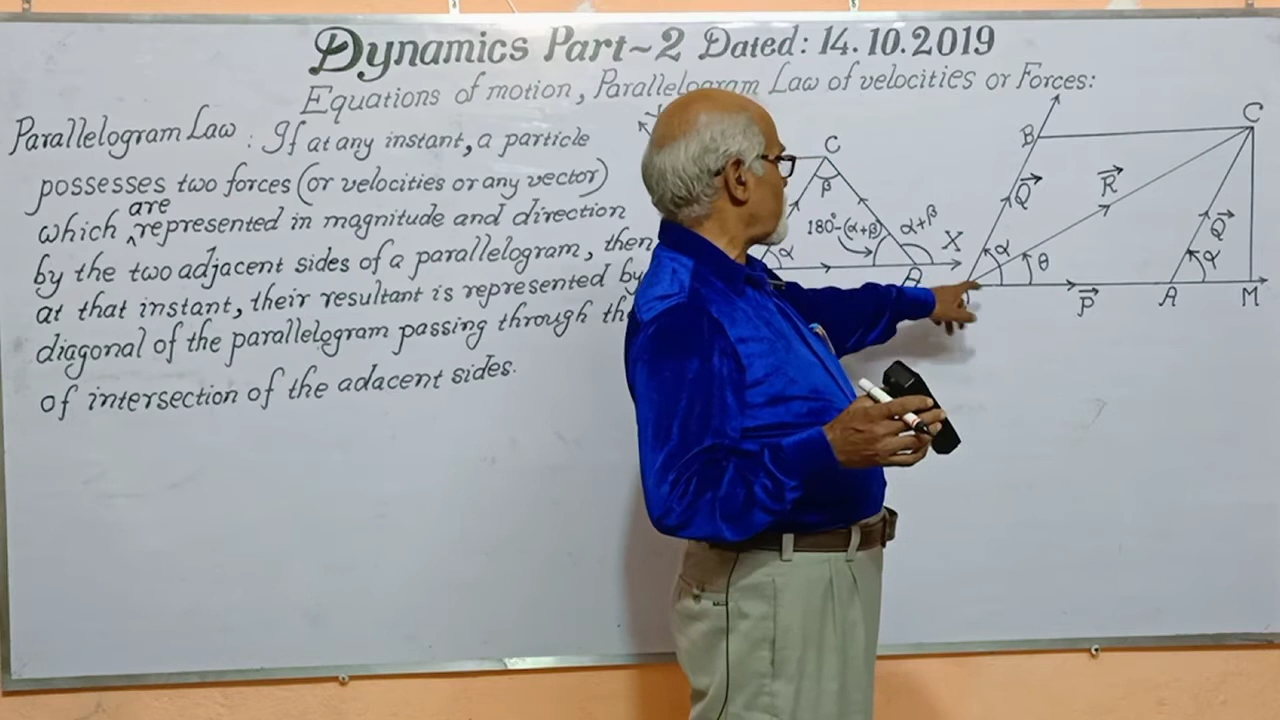 Dynamics Part~2 Dated: 14.10.2019
Equations of motion, Parallelogram Law of velocities or Forces:
Parallelogram Law : If at any instant, a particle
possesses two forces (or velocities or any vector)
which are represented in magnitude and direction
by the two adjacent sides of a parallelogram, then
at that instant, their resultant is represented by
diagonal of the parallelogram passing through
of intersection of the adacent sides.
C
β
180°-(α+β)
α+β
α
X
A
B
C
Q⃗
R⃗
Q⃗
α
θ
α
P⃗
A
M